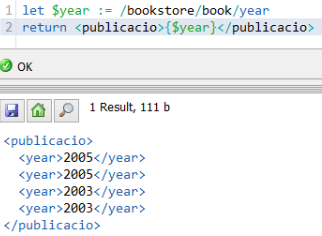 1 let $year := /bookstore/book/year
2 return <publicacio>{$year}</publicacio>
OK
1 Result, 111 b
<publicacio>
<year>2005</year>
<year>2005</year>
<year>2003</year>
<year>2003</year>
</publicacio>